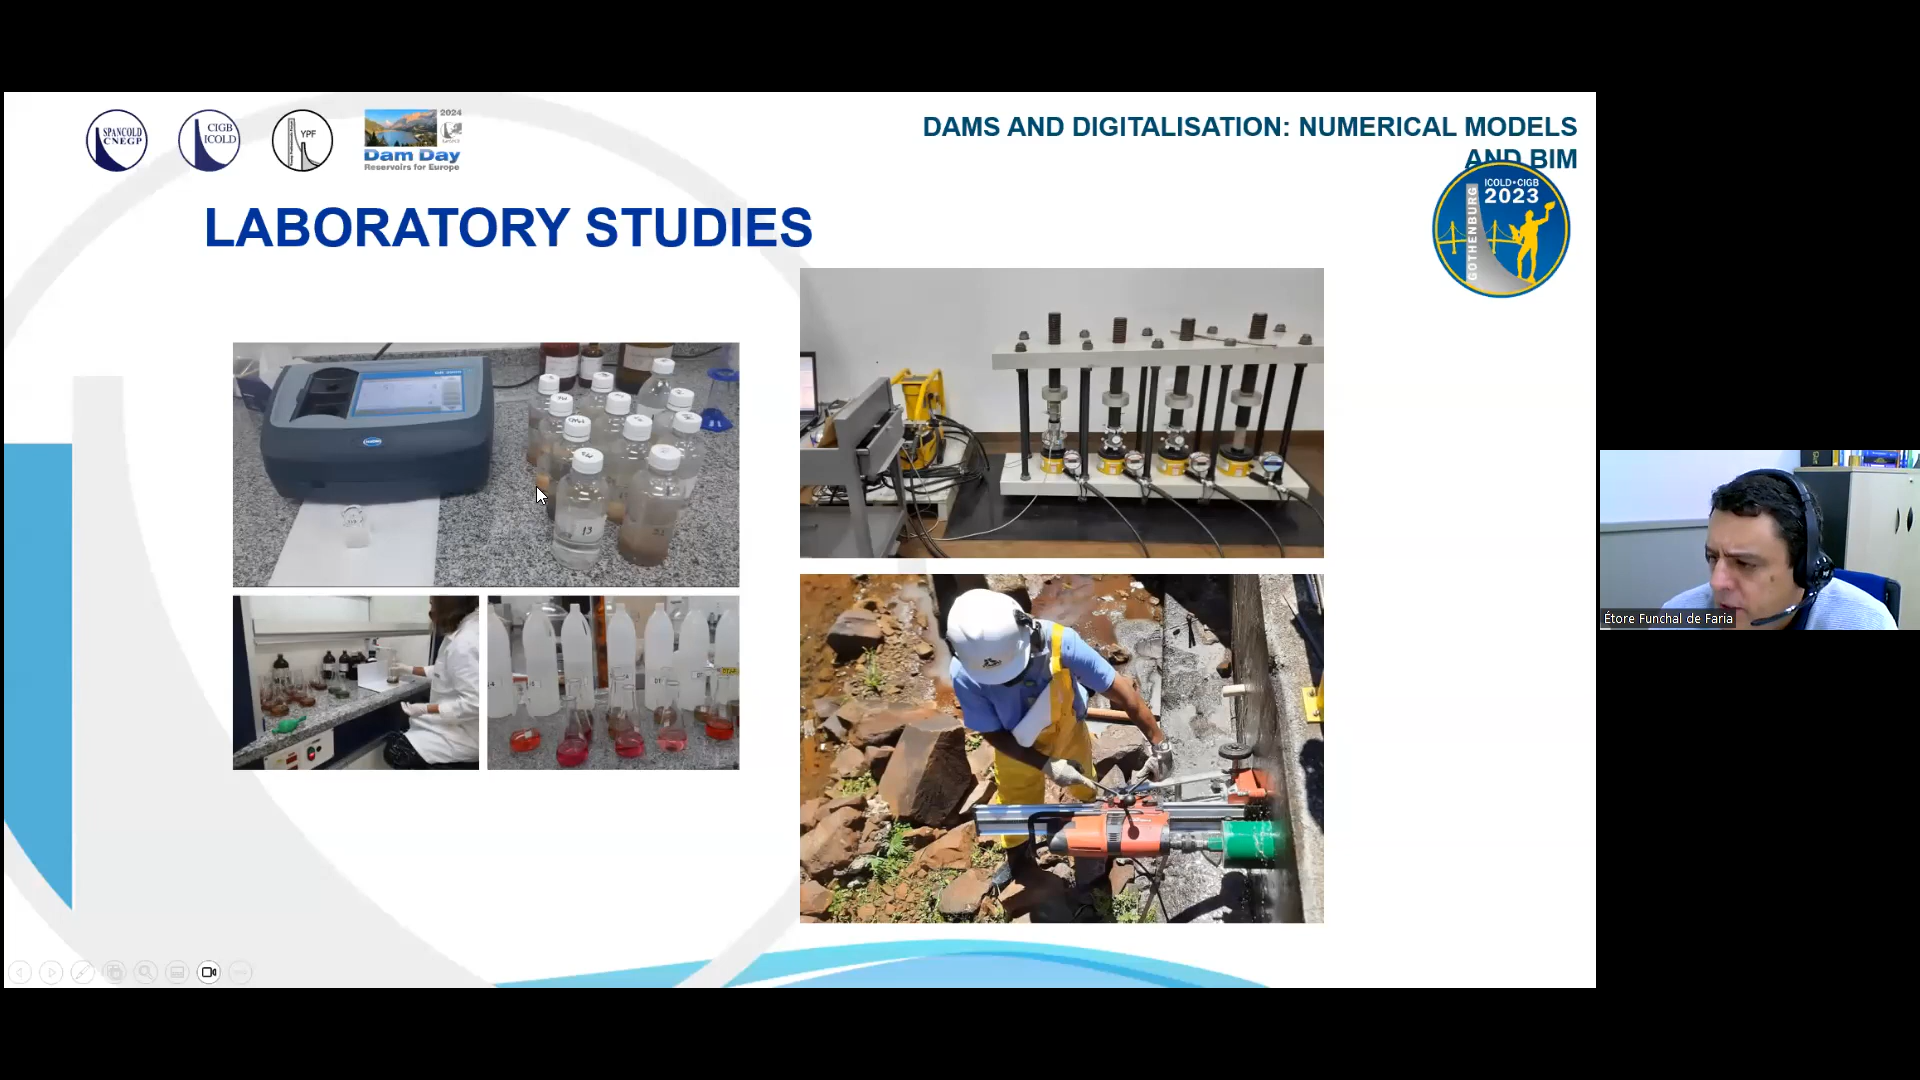 SPANCOLD
CNEGP
CIGB
ICOLD
YPF
2024
Dam Day
Reservoirs for Europe
DAMS AND DIGITALISATION: NUMERICAL MODELS
AND BIM
ICOLD•CIGB
2023
GOTHENBURG
LABORATORY STUDIES
13
Étore Funchal de Faria